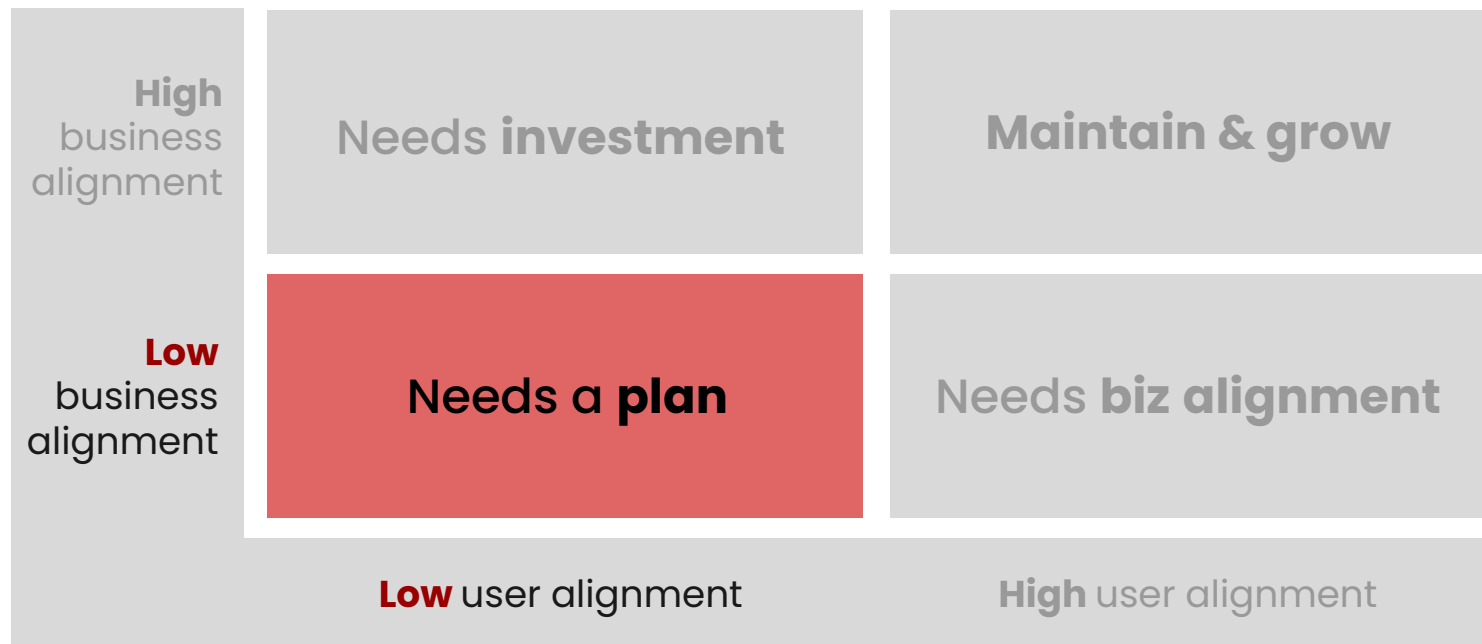 High
business
alignment
Needs investment
Maintain & grow
Low
business
alignment
Needs a plan
Needs biz alignment
Low user alignment
High user alignment